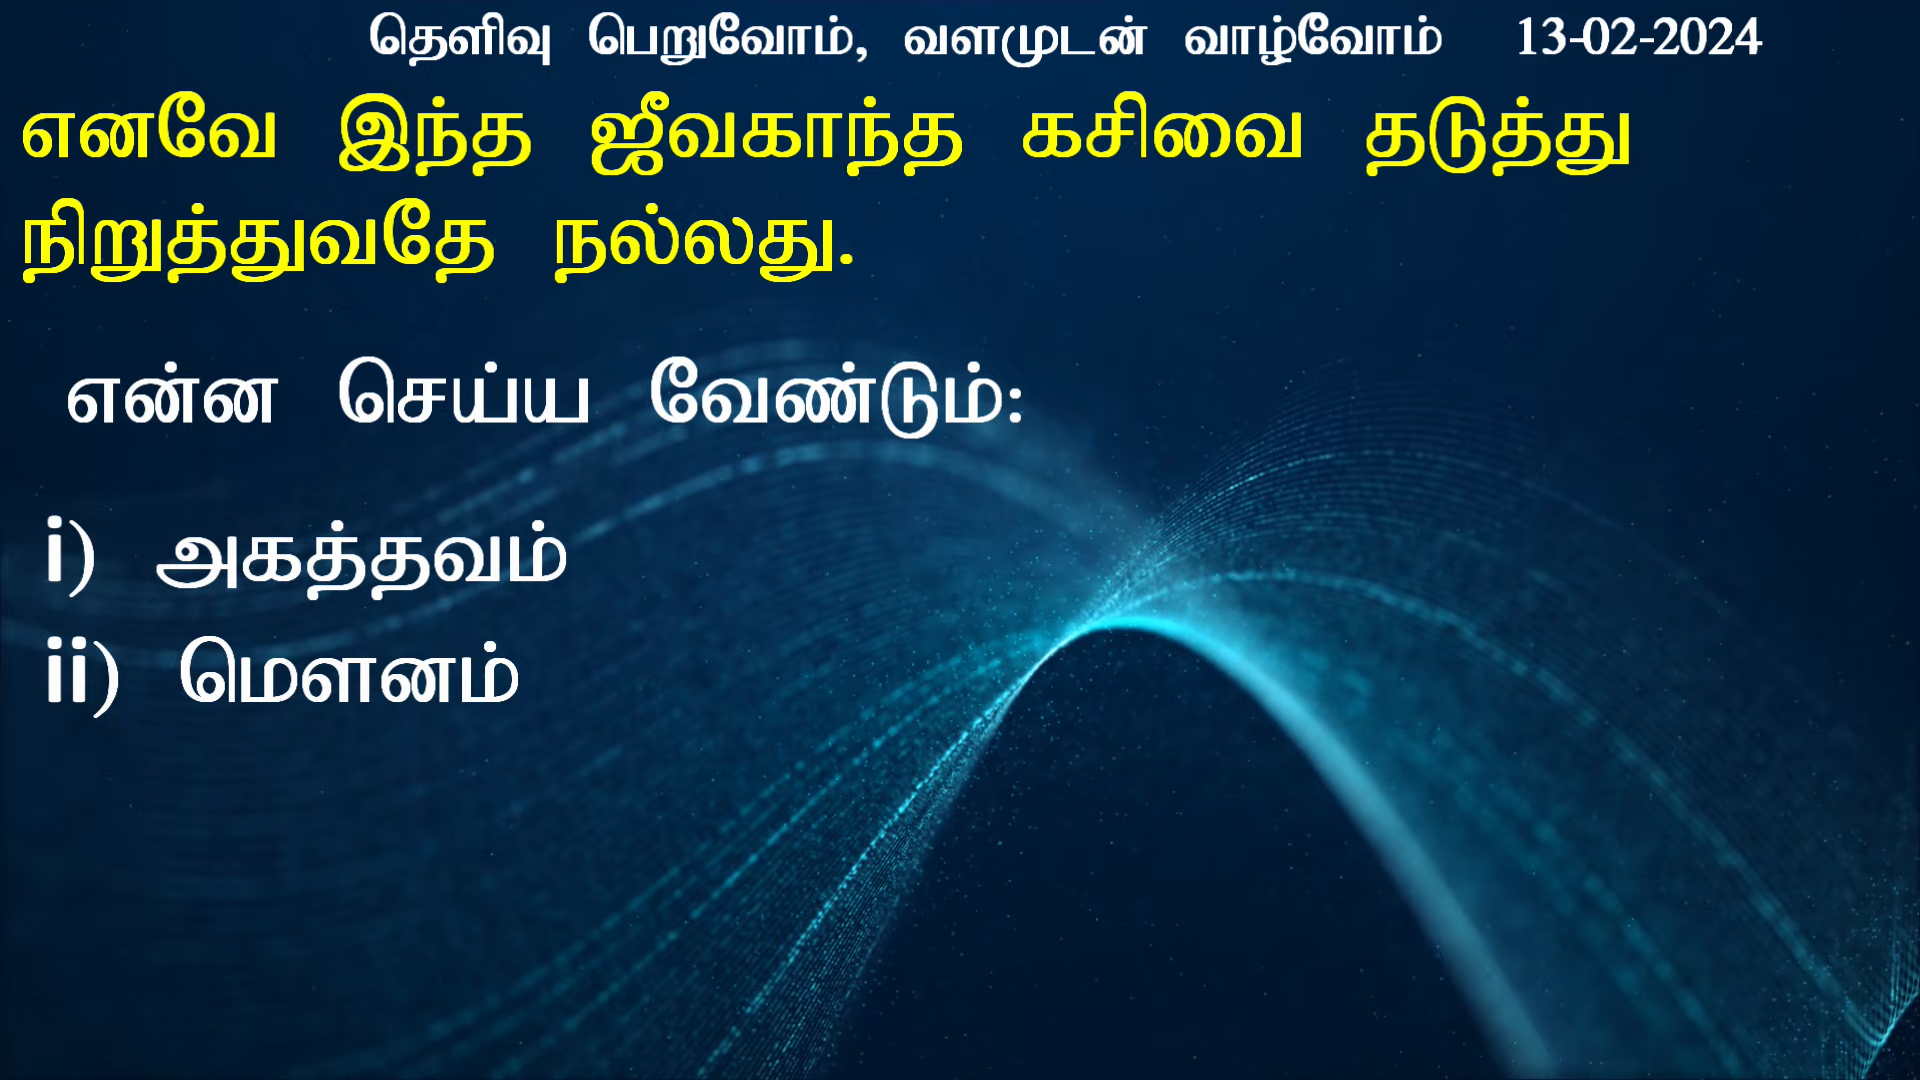 தெளிவு பெறுவோம், வளமுடன் வாழ்வோம் 13-02-2024
எனவே இந்த ஜீவகாந்த கசிவை தடுத்து
நிறுத்துவதே நல்லது.
என்ன செய்ய வேண்டும்:
i) அகத்தவம்
ii) மௌனம்